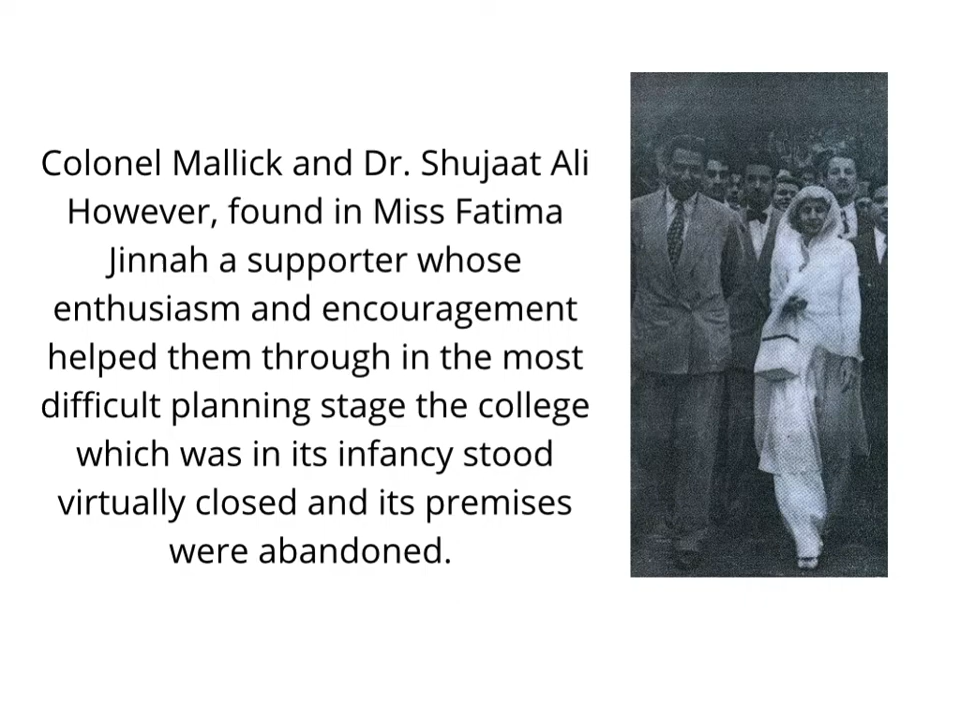 Colonel Mallick and Dr. Shujaat Ali
However, found in Miss Fatima
Jinnah a supporter whose
enthusiasm and encouragement
helped them through in the most
difficult planning stage the college
which was in its infancy stood
virtually closed and its premises
were abandoned.